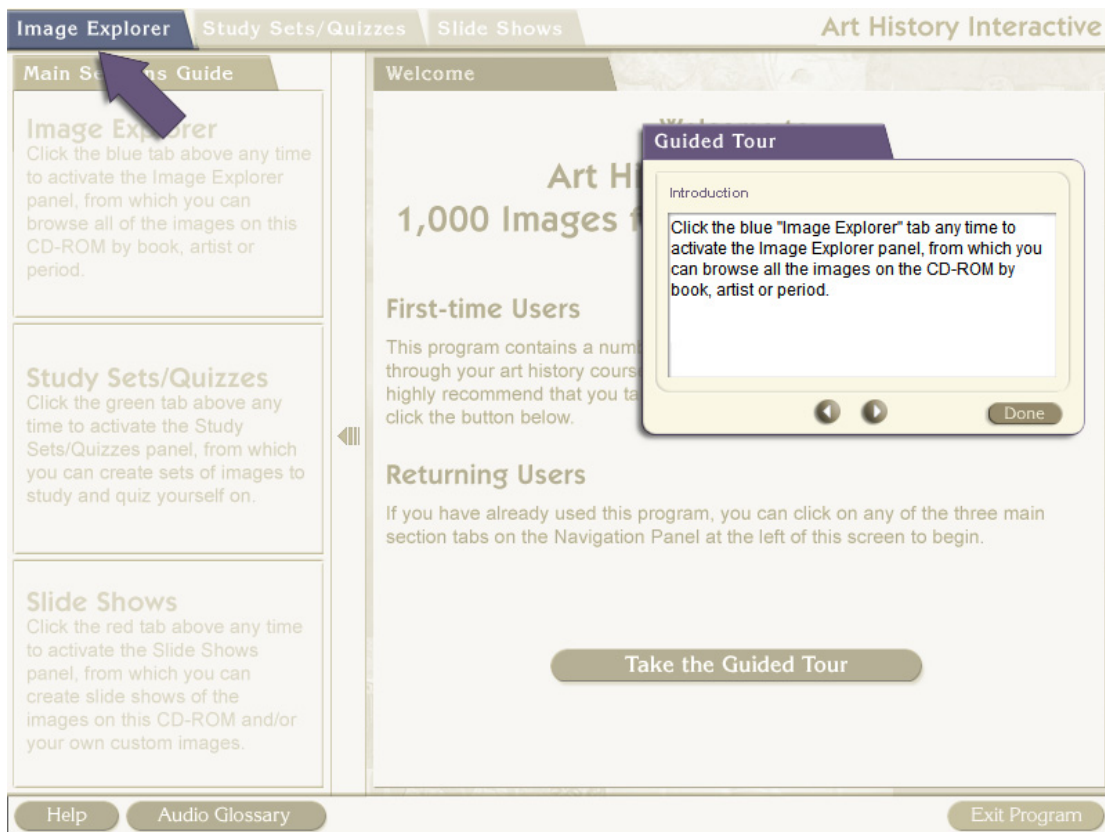 Image Explorer
Study Sets/Quizzes
Slide Shows
Art History Interactive
Main Guide
Image Explorer
Click the blue tab above any time
to activate the Image Explorer
panel, from which you can
browse all of the images on this
CD-ROM by book, artist or
period.
Study Sets/Quizzes
Click the green tab above any
time to activate the Study
Sets/Quizzes panel, from which
you can create sets of images to
study and quiz yourself on.
Slide Shows
Click the red tab above any time
to activate the Slide Shows
panel, from which you can
create slide shows of the
images on this CD-ROM and/or
your own custom images.
Welcome
Art
1,000 Images
First-time Users
This program contains a
through your art history
highly recommend that you
click the button below.
Returning Users
If you have already used this program, you can click on any of the three main
section tabs on the Navigation Panel at the left of this screen to begin.
Take the Guided Tour
Guided Tour
Introduction
Click the blue "Image Explorer" tab any time to
activate the Image Explorer panel, from which you
can browse all the images on the CD-ROM by
book, artist or period.
Done
Help
Audio Glossary
Exit Program